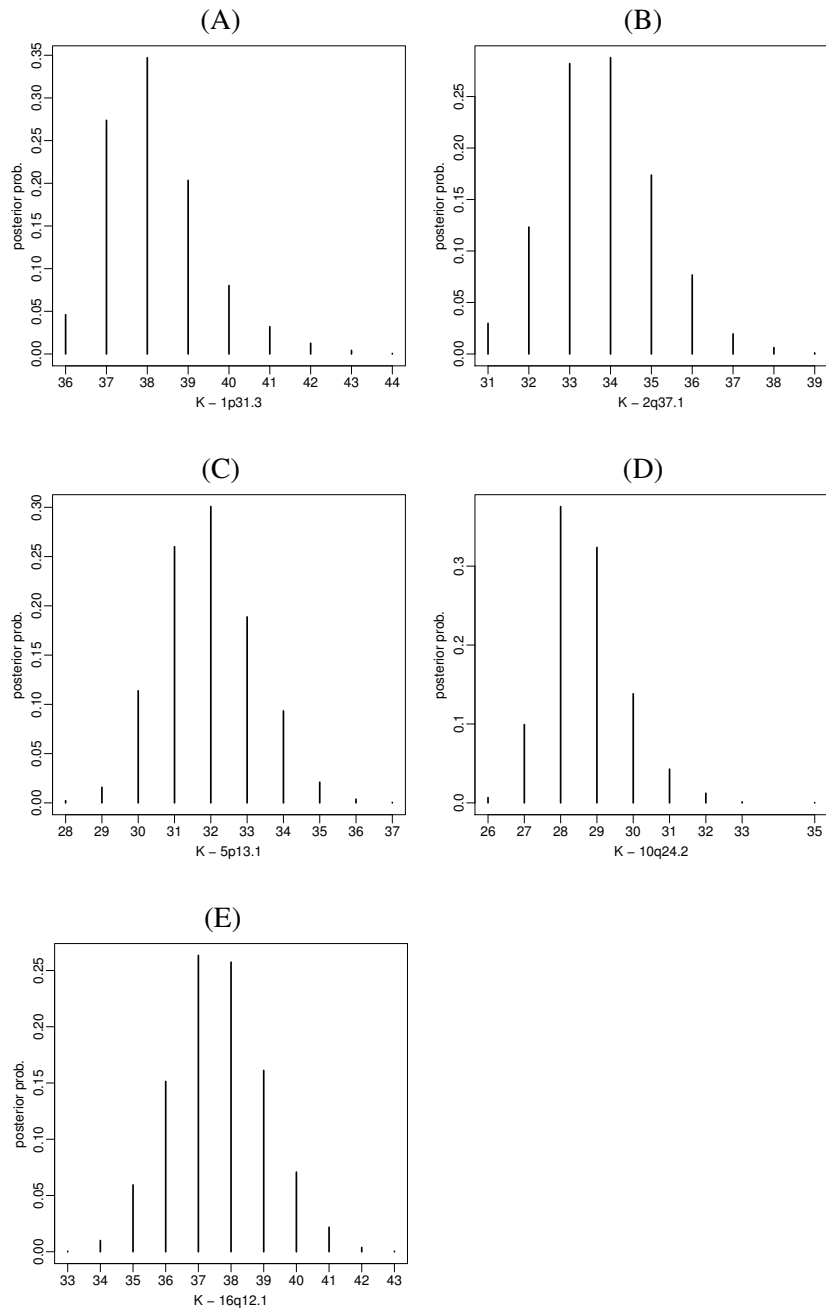 (A)
posterior prob.
0.00 0.05 0.10 0.15 0.20 0.25 0.30 0.35
36 37 38 39 40 41 42 43 44
K − 1p31.3
(B)
posterior prob.
0.00 0.05 0.10 0.15 0.20 0.25
31 32 33 34 35 36 37 38 39
K − 2q37.1
(C)
posterior prob.
0.00 0.05 0.10 0.15 0.20 0.25 0.30
28 29 30 31 32 33 34 35 36 37
K − 5p13.1
(D)
posterior prob.
0.0 0.1 0.2 0.3
26 27 28 29 30 31 32 33 35
K − 10q24.2
(E)
posterior prob.
0.00 0.05 0.10 0.15 0.20 0.25
33 34 35 36 37 38 39 40 41 42 43
K − 16q12.1